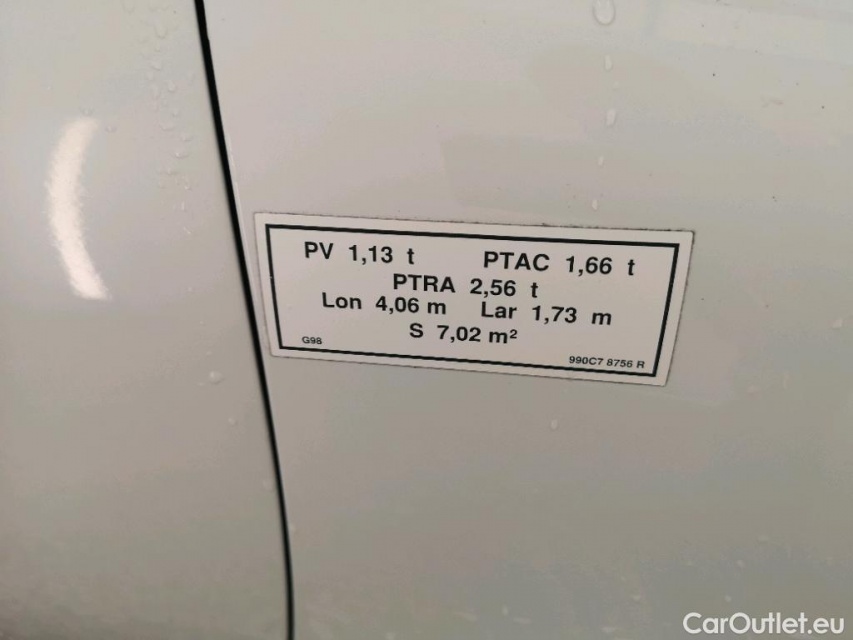 PV 1,13 t PTAC 1,66 t
PTRA 2,56 t
Lon 4,06 m Lar 1,73 m
S 7,02 m²
G98 990C7 8756 R
CarOutlet.eu